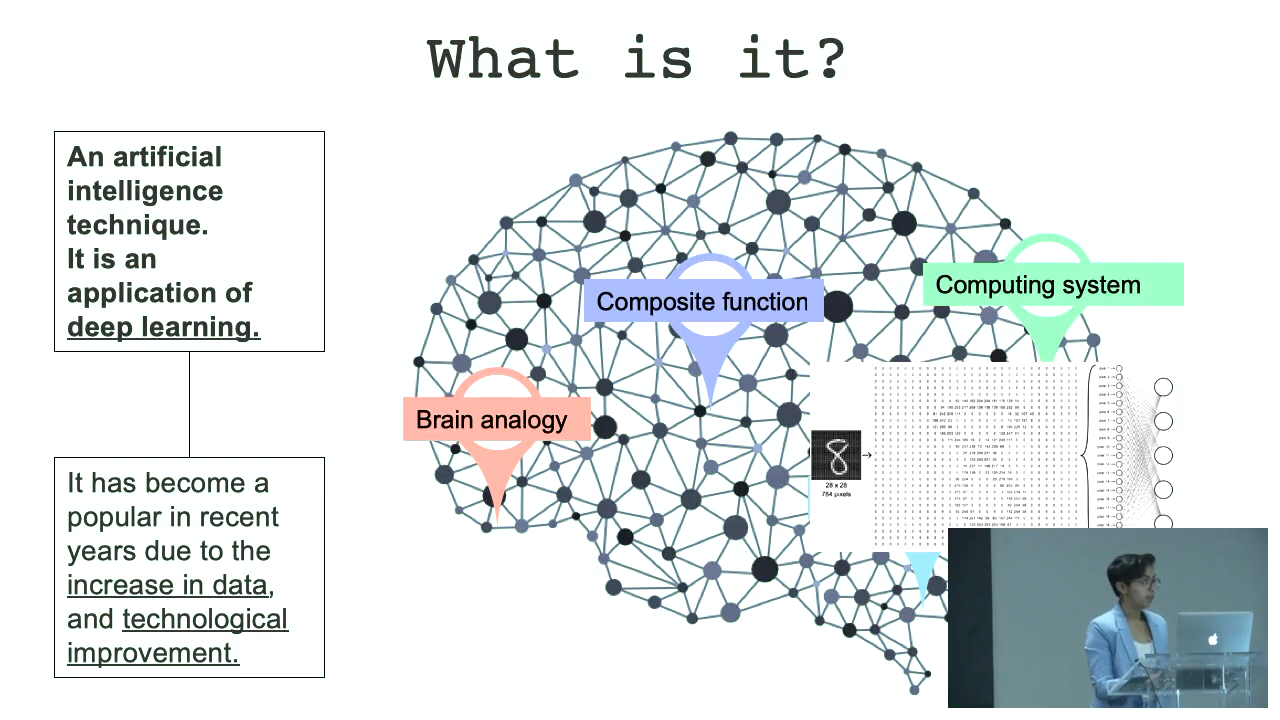 What is it?
An artificial
intelligence
technique.
It is an
application of
deep learning.
It has become a
popular in recent
years due to the
increase in data,
and technological
improvement.
Brain analogy
Composite function
Computing system
8
28 x 28
784 pixels